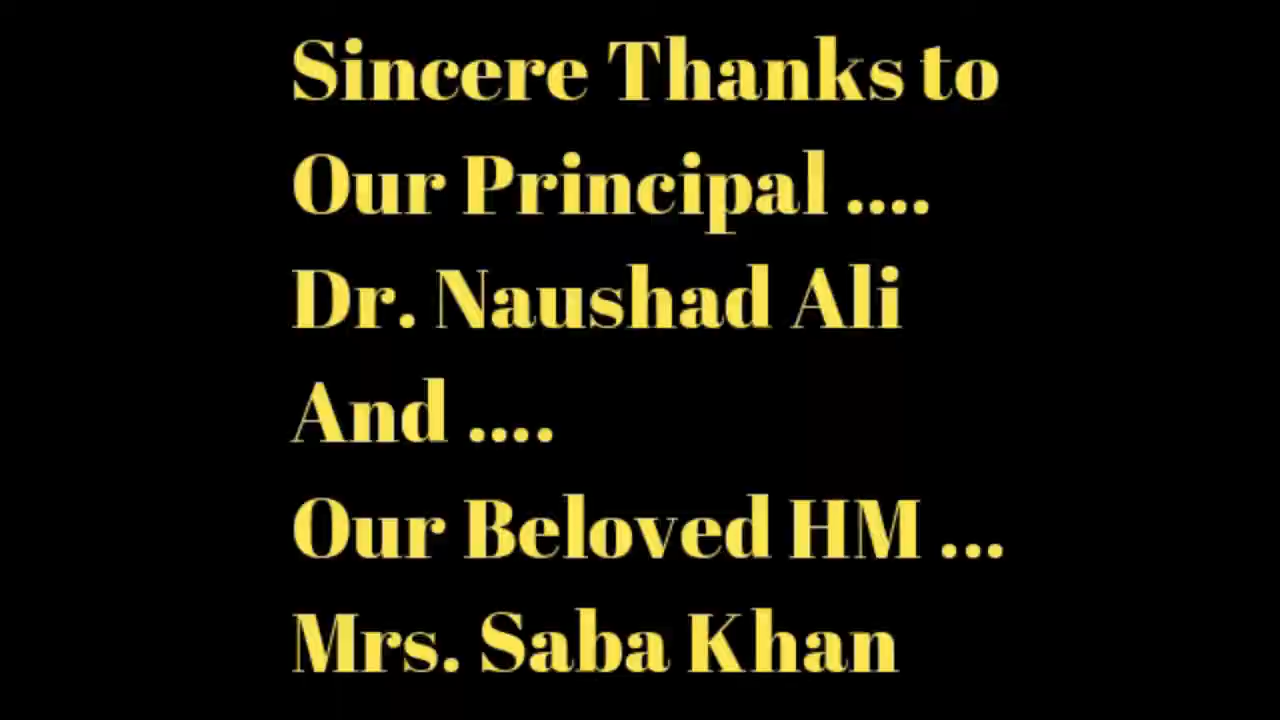 Sincere Thanks to
Our Principal ....
Dr. Naushad Ali
And ....
Our Beloved HM ...
Mrs. Saba Khan